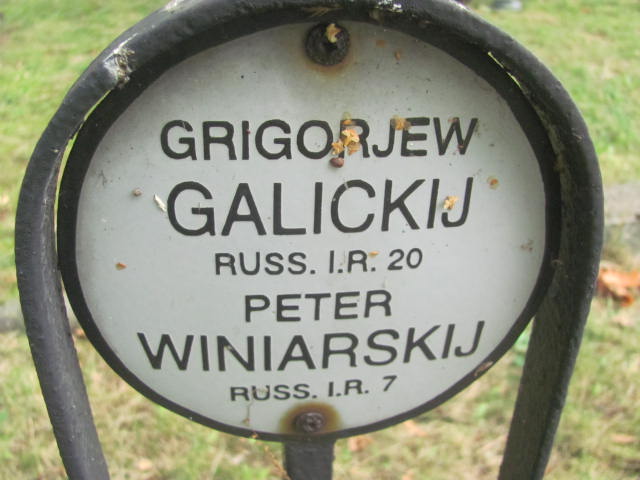 GRIGORJEW
GALICKIJ
RUSS. I.R. 20
PETER
WINIARSKIJ
RUSS. I.R. 7